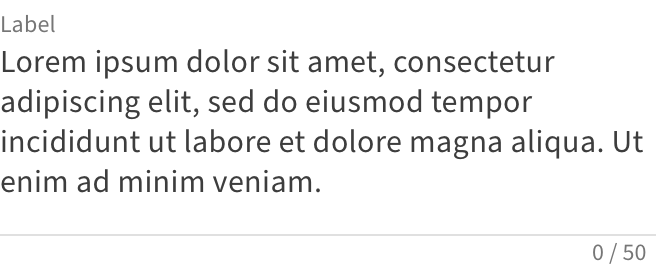 Label
Lorem ipsum dolor sit amet, consectetur
adipiscing elit, sed do eiusmod tempor
incididunt ut labore et dolore magna aliqua. Ut
enim ad minim veniam.
0 / 50